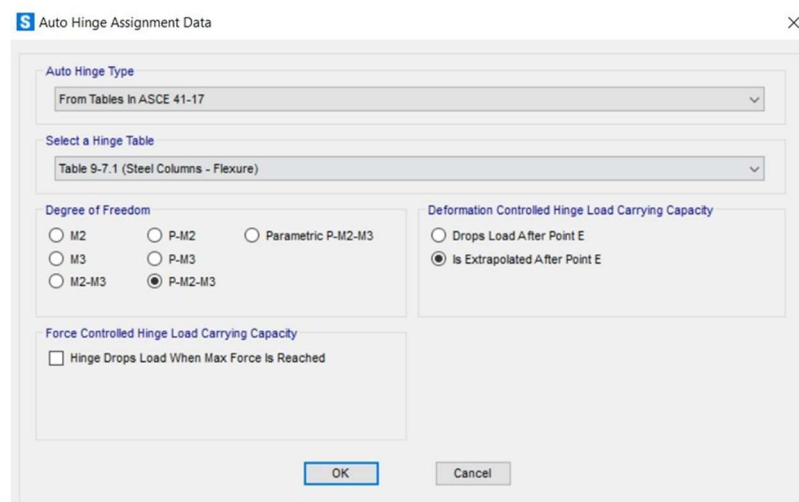 S Auto Hinge Assignment Data
Auto Hinge Type
From Tables In ASCE 41-17
Select a Hinge Table
Table 9-7.1 (Steel Columns - Flexure)
Degree of Freedom
M2 P-M2 Parametric P-M2-M3
M3 P-M3
M2-M3 P-M2-M3
Deformation Controlled Hinge Load Carrying Capacity
Drops Load After Point E
Is Extrapolated After Point E
Force Controlled Hinge Load Carrying Capacity
Hinge Drops Load When Max Force Is Reached
OK Cancel